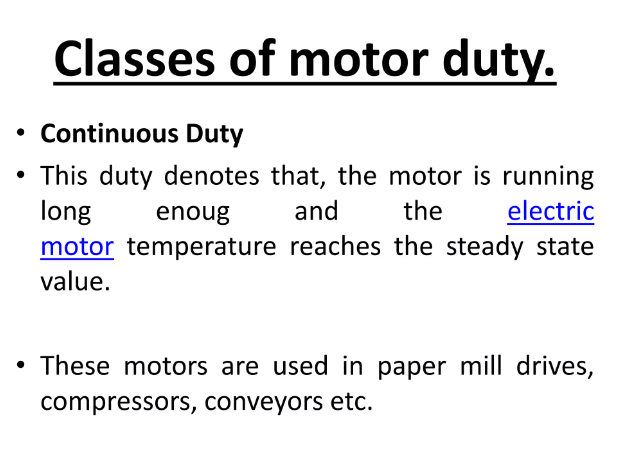 Classes of motor duty.
• Continuous Duty
• This duty denotes that, the motor is running
long enoug and the electric
motor temperature reaches the steady state
value.
• These motors are used in paper mill drives,
compressors, conveyors etc.